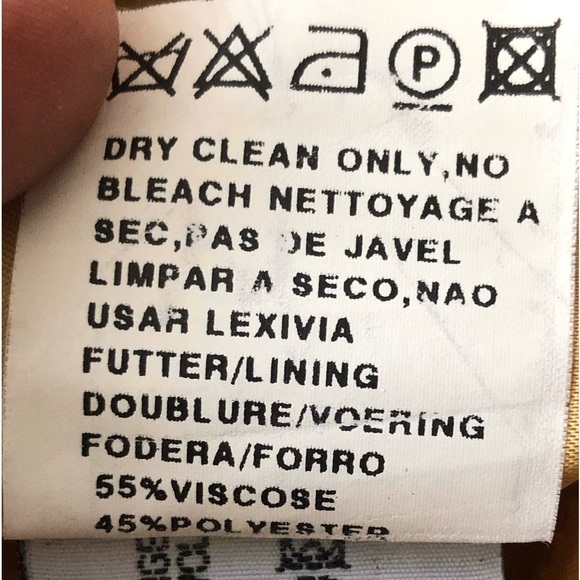 P
DRY CLEAN ONLY,NO
BLEACH NETTOYAGE A
SEC,PAS DE JAVEL
LIMPAR A SECO,NAO
USAR LEXIVIA
FUTTER/LINING
DOUBLURE/VOERING
FODERA/FORRO
55%VISCOSE
45%POLYESTER